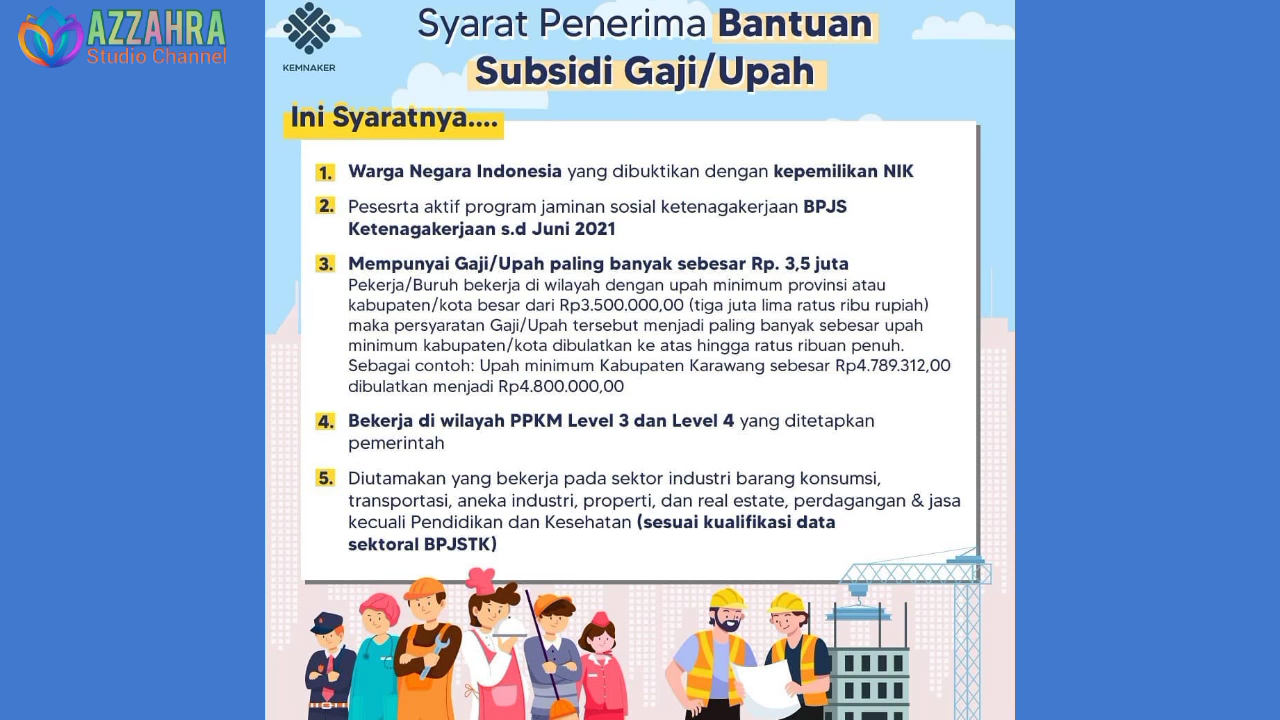 AZZAHRA
Studio Channel
KEMNAKER
Syarat Penerima Bantuan
Subsidi Gaji/Upah
Ini Syaratnya....
1. Warga Negara Indonesia yang dibuktikan dengan kepemilikan NIK
2. Pesesrta aktif program jaminan sosial ketenagakerjaan BPJS
Ketenagakerjaan s.d Juni 2021
3. Mempunyai Gaji/Upah paling banyak sebesar Rp. 3,5 juta
Pekerja/Buruh bekerja di wilayah dengan upah minimum provinsi atau
kabupaten/kota besar dari Rp3.500.000,00 (tiga juta lima ratus ribu rupiah)
maka persyaratan Gaji/Upah tersebut menjadi paling banyak sebesar upah
minimum kabupaten/kota dibulatkan ke atas hingga ratus ribuan penuh.
Sebagai contoh: Upah minimum Kabupaten Karawang sebesar Rp4.789.312,00
dibulatkan menjadi Rp4.800.000,00
4. Bekerja di wilayah PPKM Level 3 dan Level 4 yang ditetapkan
pemerintah
5. Diutamakan yang bekerja pada sektor industri barang konsumsi,
transportasi, aneka industri, properti, dan real estate, perdagangan & jasa
kecuali Pendidikan dan Kesehatan (sesuai kualifikasi data
sektoral BPJSTK)